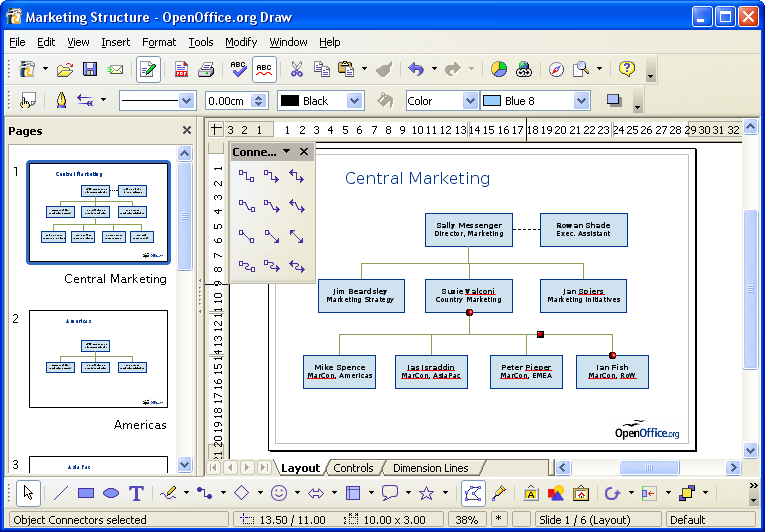 Marketing Structure - OpenOffice.org Draw
File Edit View Insert Format Tools Modify Window Help
ABC ABC
0.00cm Black Color Blue 8
Pages
3 2 1 1 2 3 4 5 6 7 8 9 10 11 12 13 14 15 16 17 18 19 20 21 22 23 24 25 26 27 28 29 30 31 32
Conne...
1
Central Marketing
Central Marketing
2
Americas
Americas
3
Asia Pac
1 2 3 4 5 6 7 8 9 10 11 12 13 14 15 16 17 18 19 20 21
Central Marketing
Sally Messenger
Director, Marketing
Rowan Shade
Exec. Assistant
Jim Beardsley
Marketing Strategy
Susie Walconi
Country Marketing
Jan Spiers
Marketing Initiatives
Mike Spence
MarCon, Americas
Ias Israddin
MarCon, AsiaPac
Peter Pieper
MarCon, EMEA
Ian Fish
MarCon, RoW
OpenOffice.org
Layout Controls Dimension Lines
T
A
Object Connectors selected 13.50 / 11.00 10.00 x 3.00 38% * Slide 1 / 6 (Layout) Default